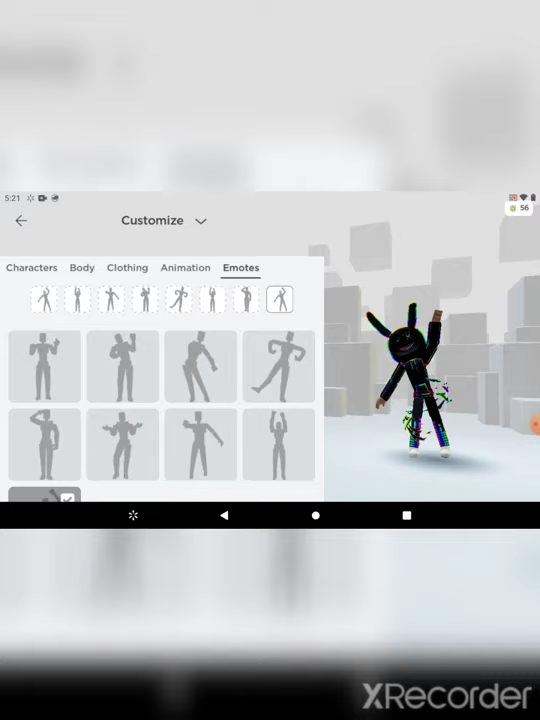 5:21
56
Customize
Characters Body Clothing Animation Emotes
XRecorder